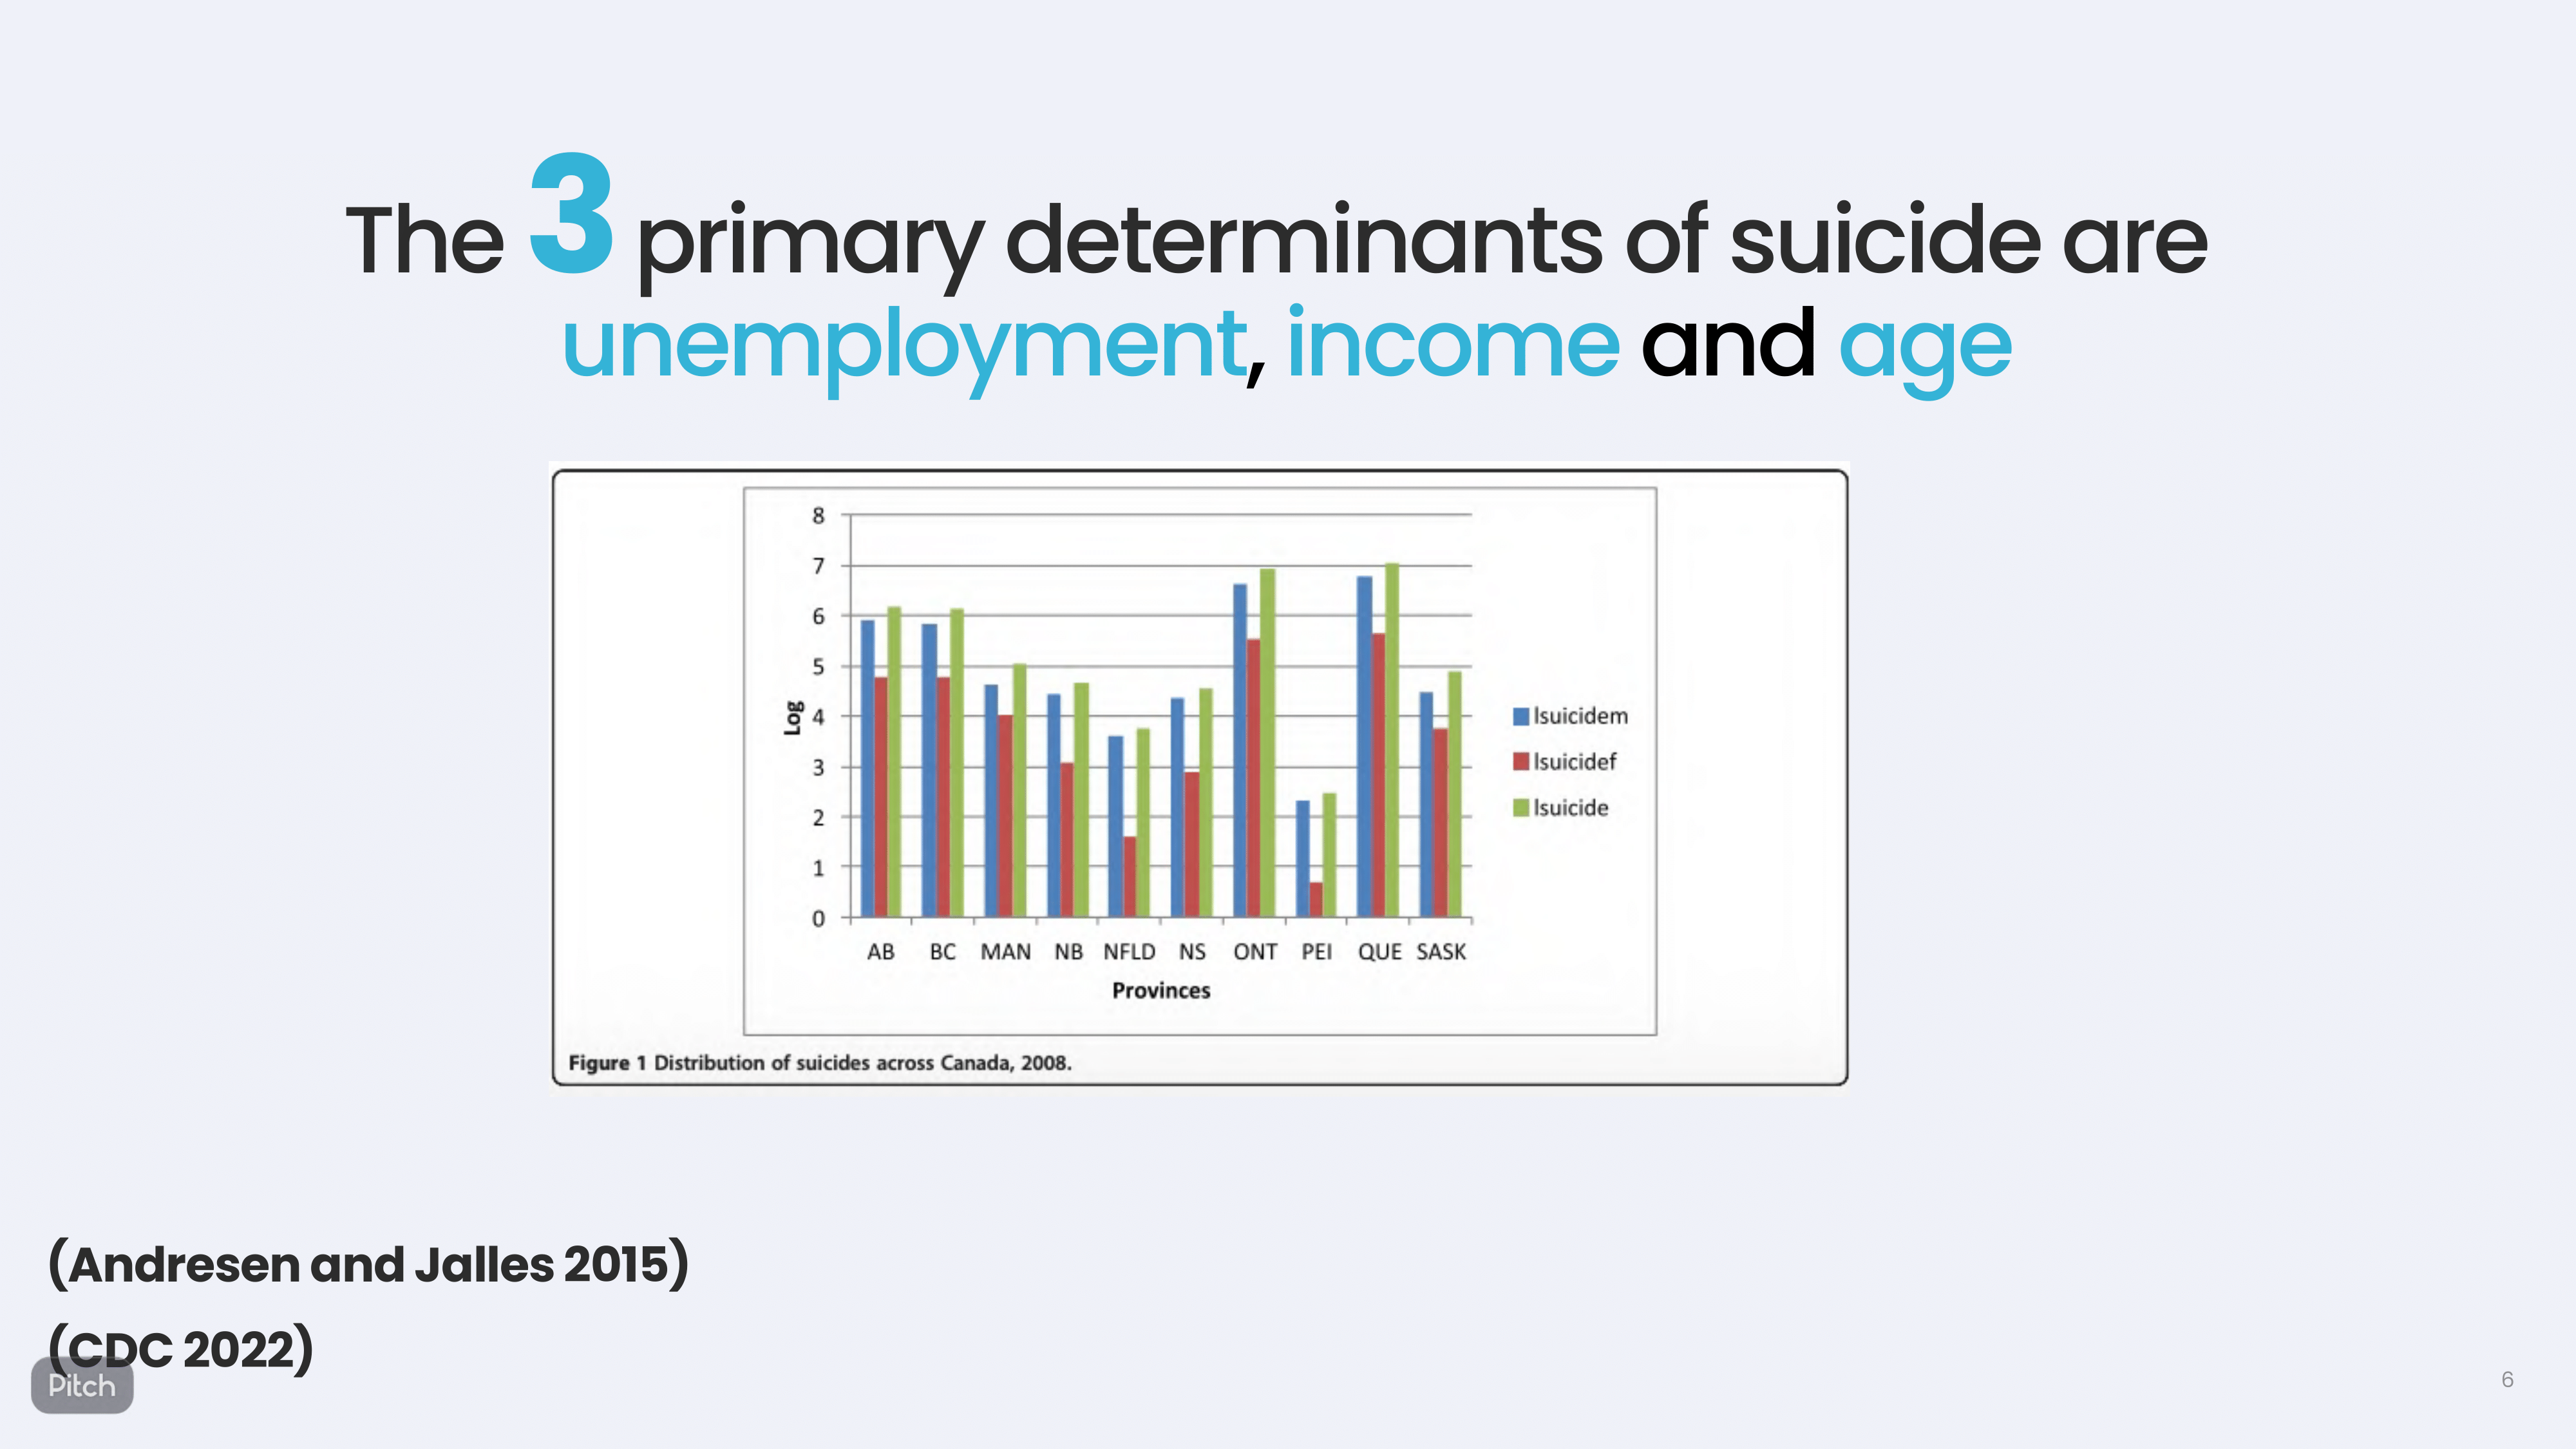 The 3 primary determinants of suicide are
unemployment, income and age
8
7
6
5
4
3
2
1
0
Log
AB BC MAN NB NFLD NS ONT PEI QUE SASK
Provinces
lsuicidem
lsuicidef
lsuicide
Figure 1 Distribution of suicides across Canada, 2008.
(Andresen and Jalles 2015)
(CDC 2022)
Pitch
6